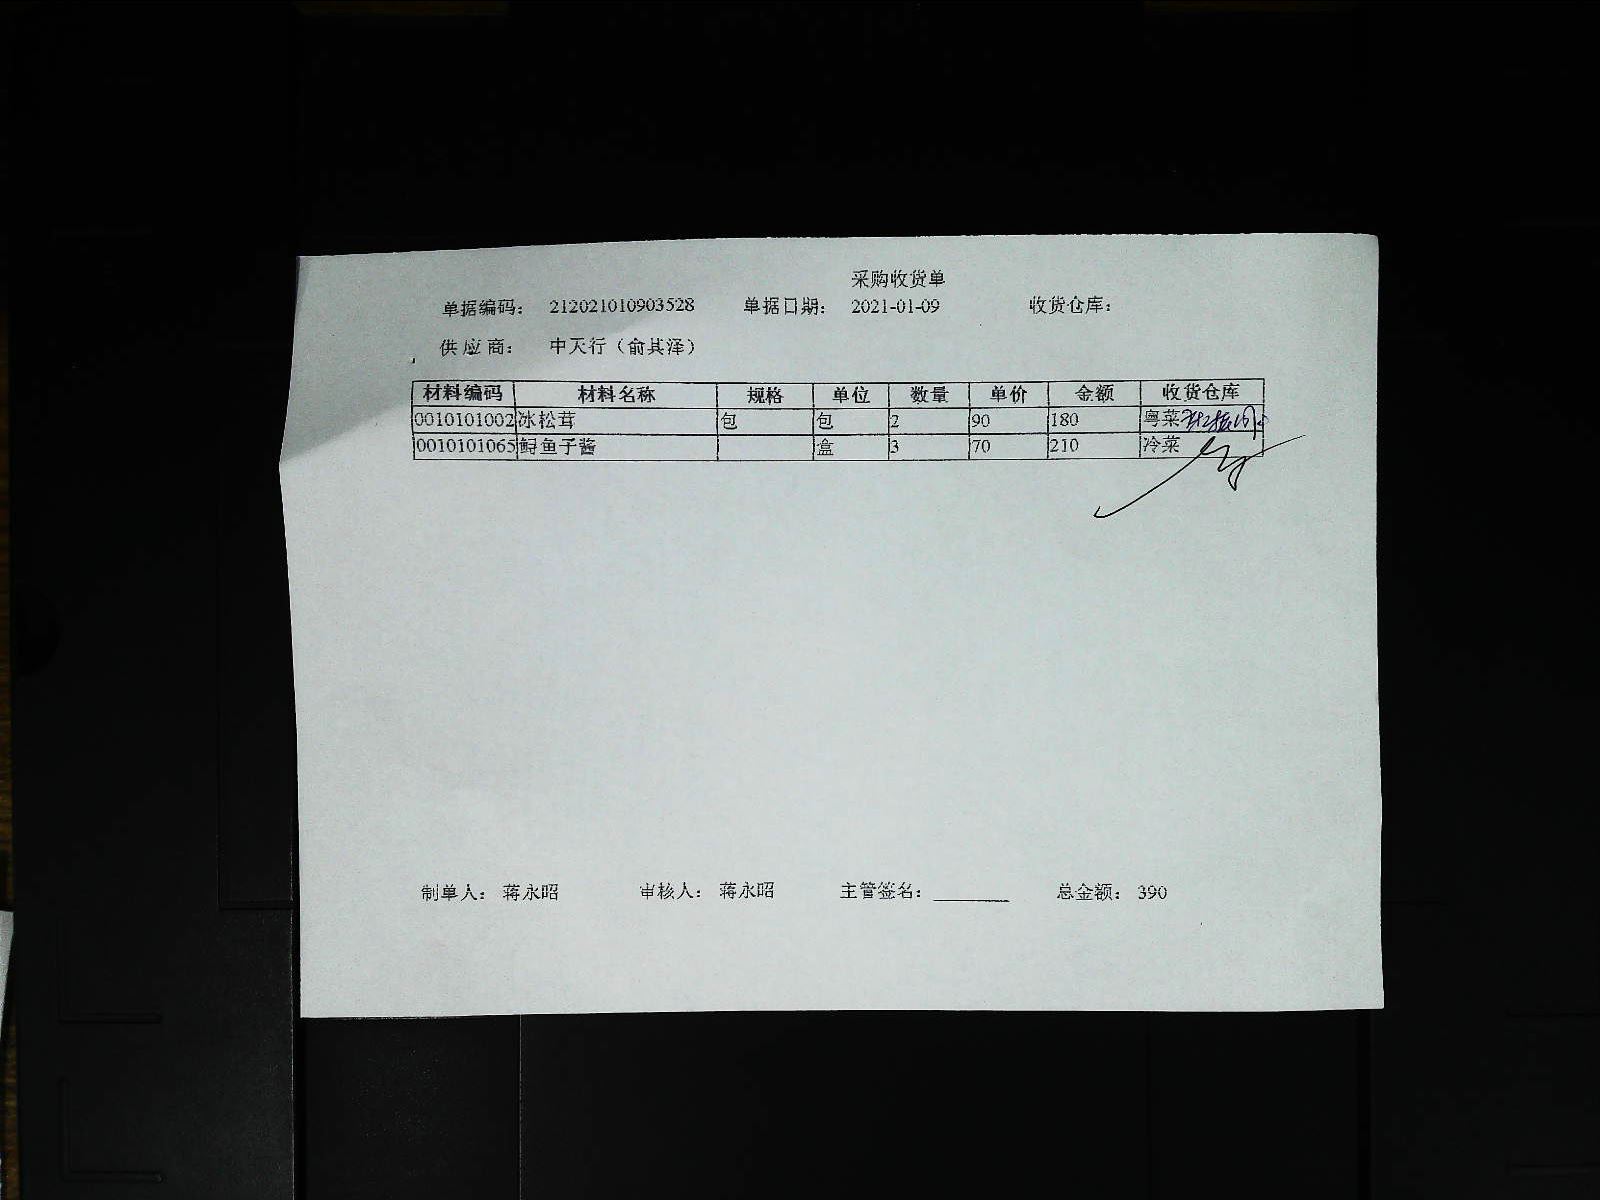 采购收货单
单据编码： 212021010903528 单据日期： 2021-01-09 收货仓库：
供应商： 中天行（俞其泽）
材料编码 材料名称 规格 单位 数量 单价 金额 收货仓库
0010101002 冰松茸 包 包 2 90 180 粤菜
0010101065 鲟鱼子酱 盒 3 70 210 冷菜
制单人： 蒋永昭 审核人： 蒋永昭 主管签名：________ 总金额： 390